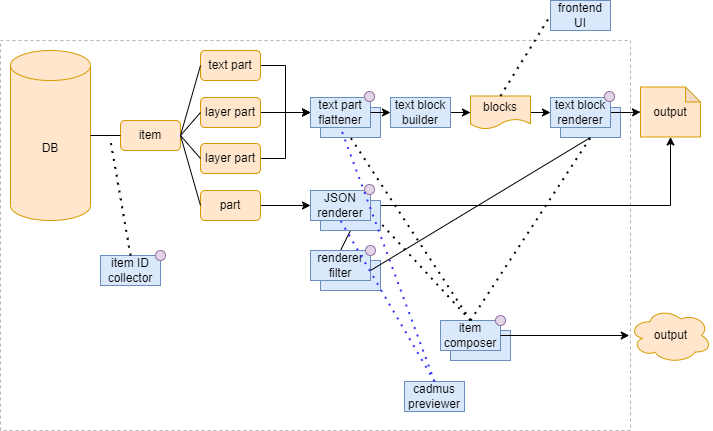 frontend
UI
text part
layer part
text part
flattener
text block
builder
blocks
text block
renderer
output
DB
item
layer part
part
JSON
renderer
item ID
collector
renderer
filter
item
composer
output
cadmus
previewer